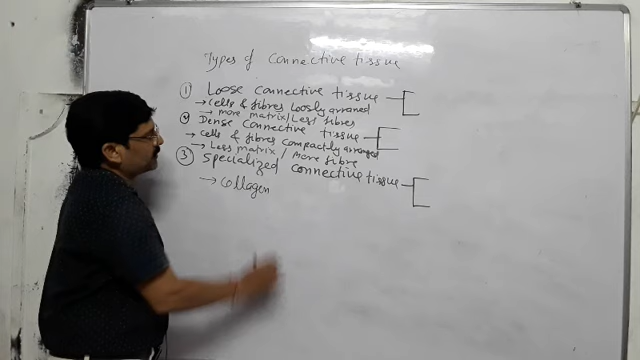 Types of Connective tissue
① Loose connective tissue
→ Cells & fibres Loosly arranged
→ more matrix/Less fibres
② Dense Connective tissue
→ cells & fibres compactly arranged
→ Less matrix / More fibre
③ Specialized connective tissue
→ Collagen